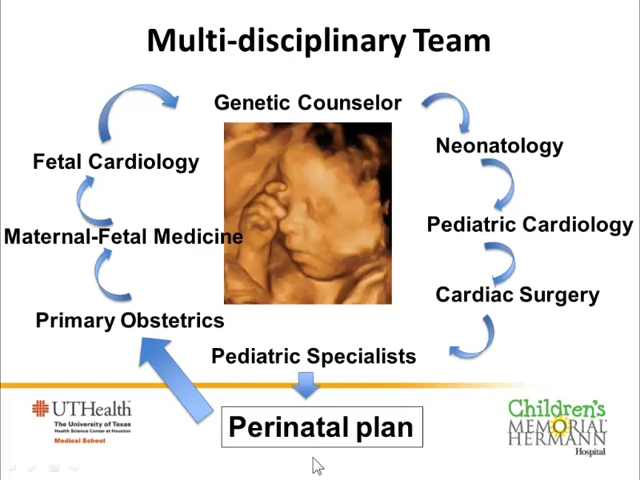 Multi-disciplinary Team
Genetic Counselor
Neonatology
Fetal Cardiology
Pediatric Cardiology
Maternal-Fetal Medicine
Cardiac Surgery
Primary Obstetrics
Pediatric Specialists
Perinatal plan
UTHealth
The University of Texas
Health Science Center at Houston
Medical School
Children's
MEMORIAL
HERMANN
Hospital